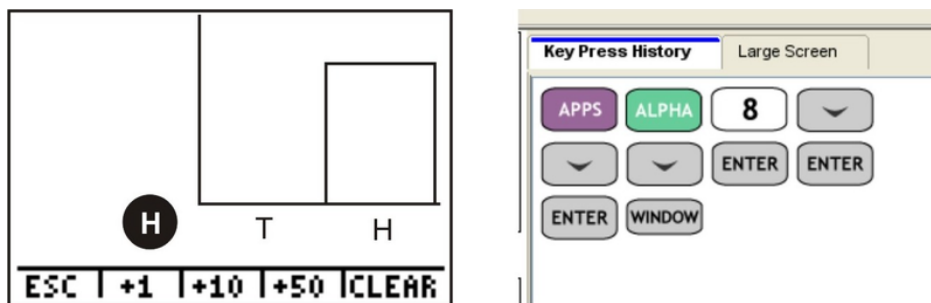 H T H
ESC +1 +10 +50 CLEAR
Key Press History Large Screen
APPS ALPHA 8
ENTER ENTER
ENTER WINDOW